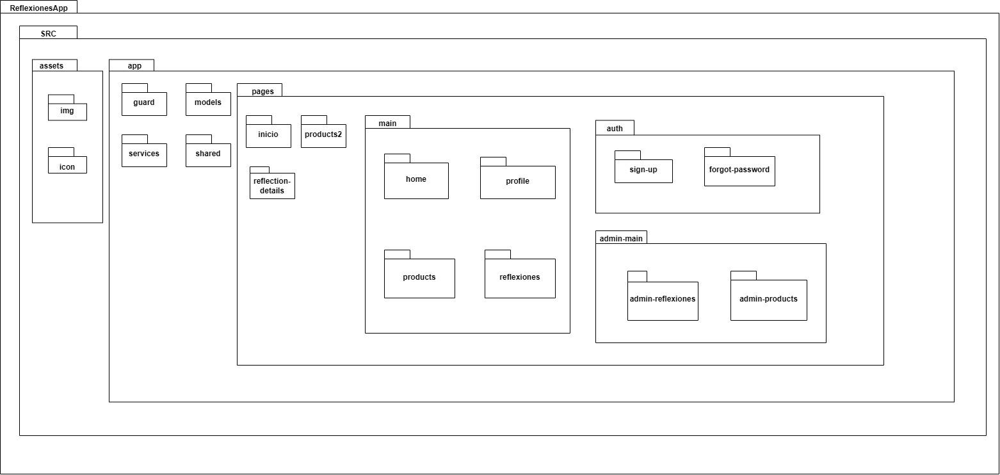 ReflexionesApp
SRC
assets
img
icon
app
guard
models
services
shared
pages
inicio
products2
reflection-
details
main
home
profile
products
reflexiones
auth
sign-up
forgot-password
admin-main
admin-reflexiones
admin-products